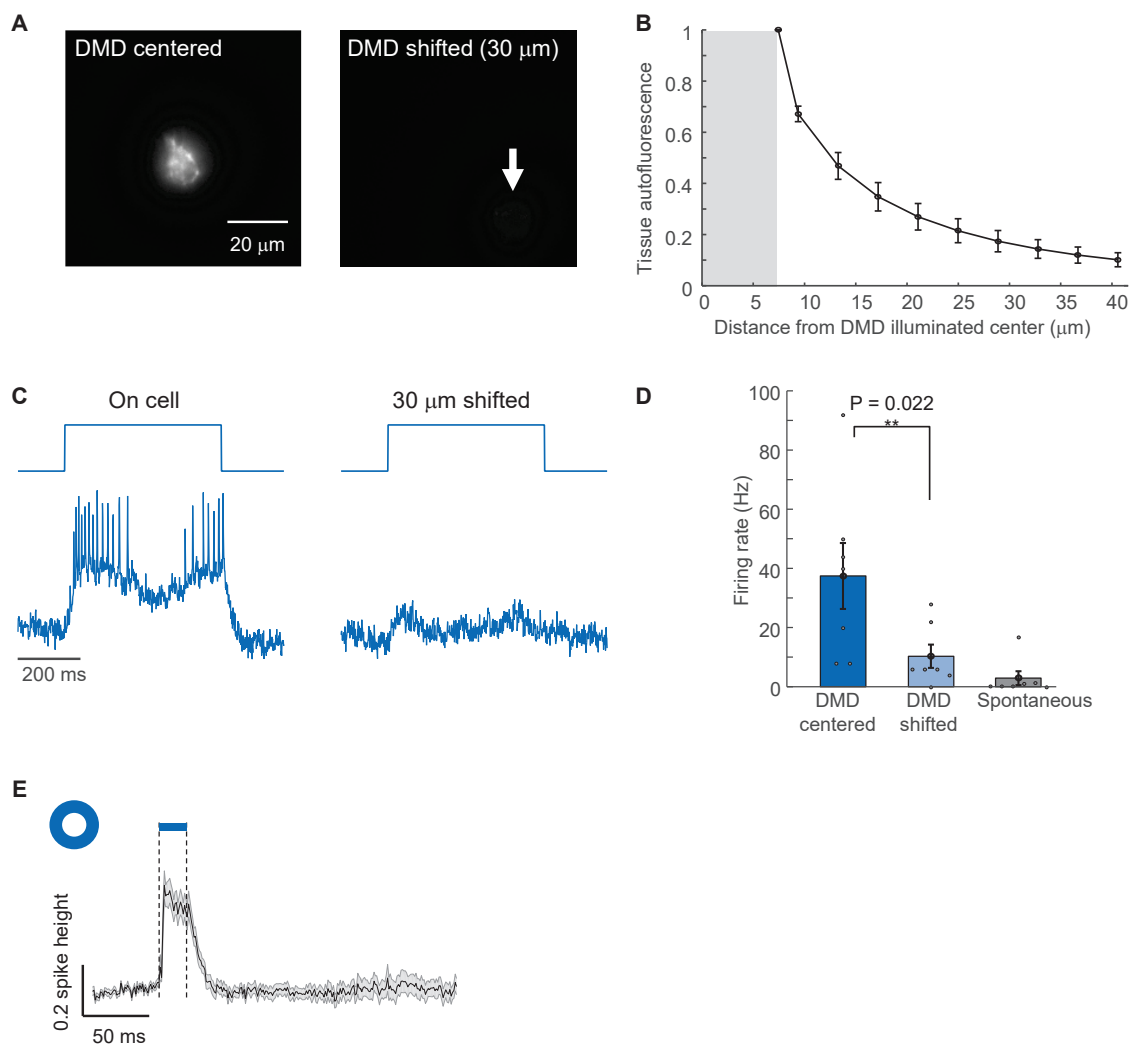 A
DMD centered
20 μm
DMD shifted (30 μm)
B
Tissue autofluorescence
1
0.8
0.6
0.4
0.2
0
0 5 10 15 20 25 30 35 40
Distance from DMD illuminated center (μm)
C
On cell
30 μm shifted
200 ms
D
Firing rate (Hz)
100
80
60
40
20
0
P = 0.022
**
DMD centered
DMD shifted
Spontaneous
E
0.2 spike height
50 ms